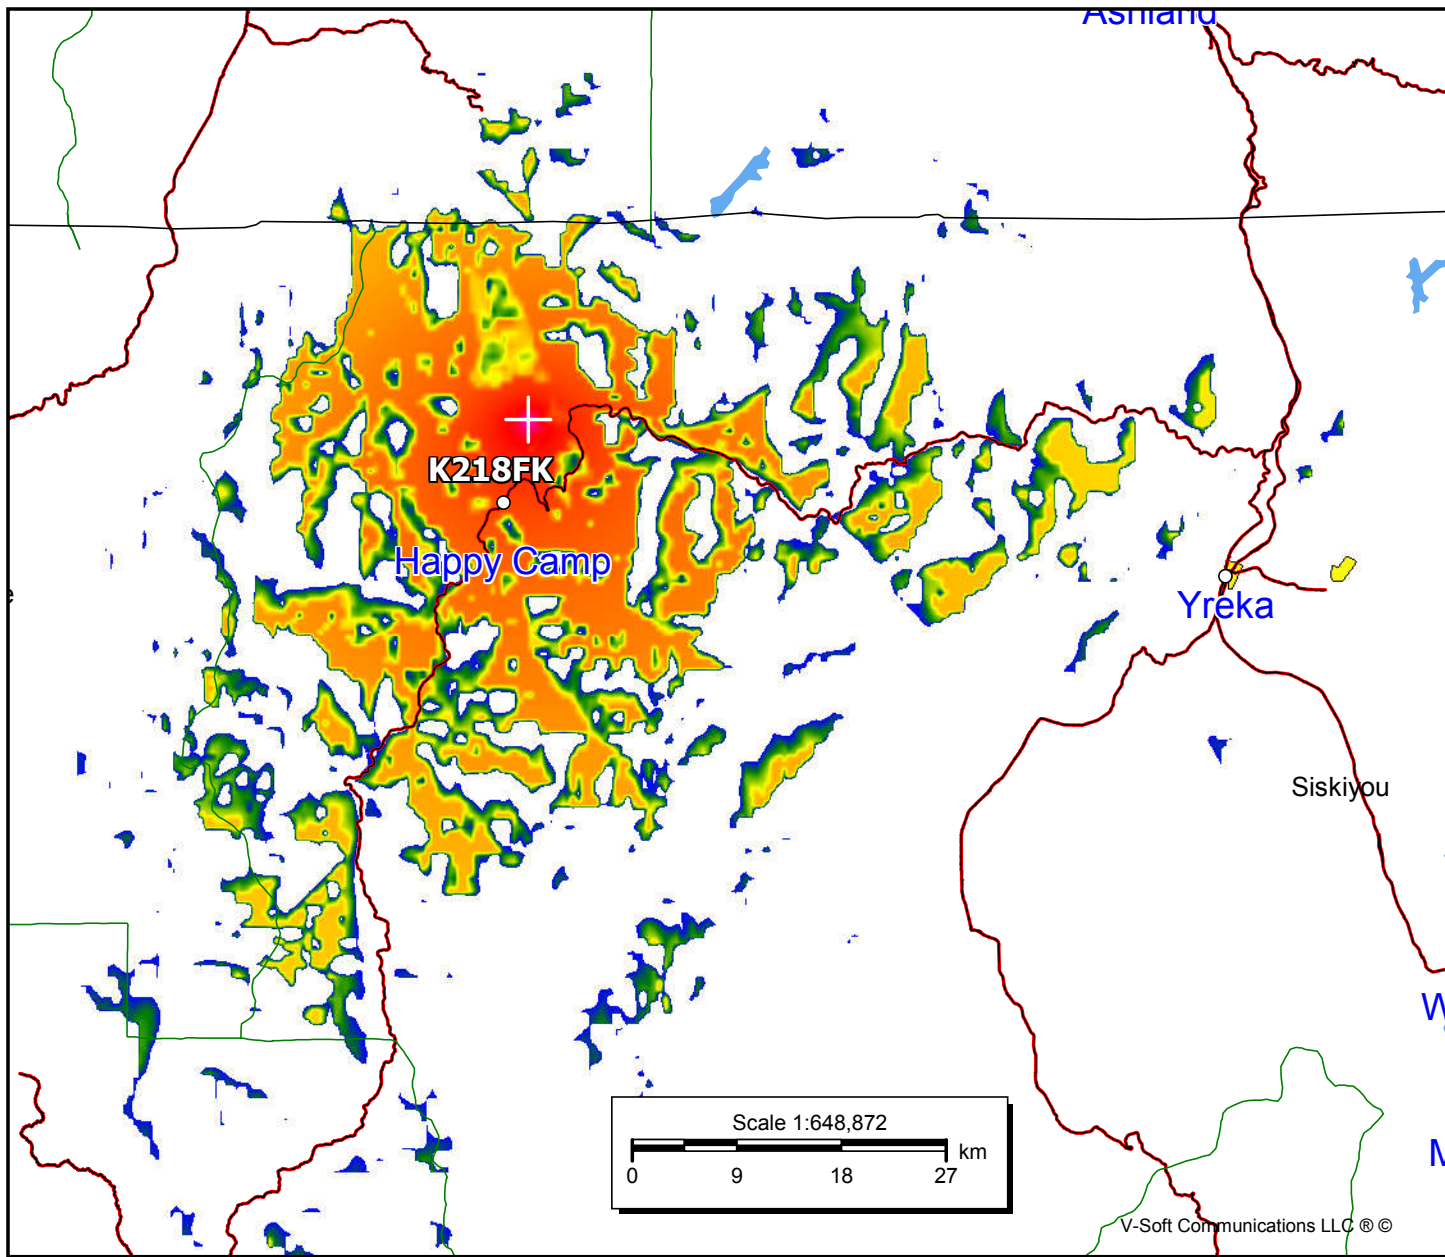 Ashland
K218FK
Happy Camp
Yreka
Siskiyou
W
M
Scale 1:648,872
km
0 9 18 27
V-Soft Communications LLC ® ©